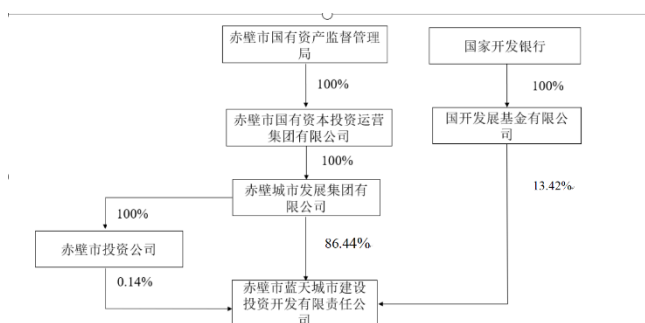 赤壁市国有资产监督管理
局
国家开发银行
100%
100%
赤壁市国有资本投资运营
集团有限公司
国开发展基金有限公
司
100%
赤壁城市发展集团有
限公司
13.42%
100%
赤壁市投资公司
86.44%
0.14%
赤壁市蓝天城市建设
投资开发有限责任公
司